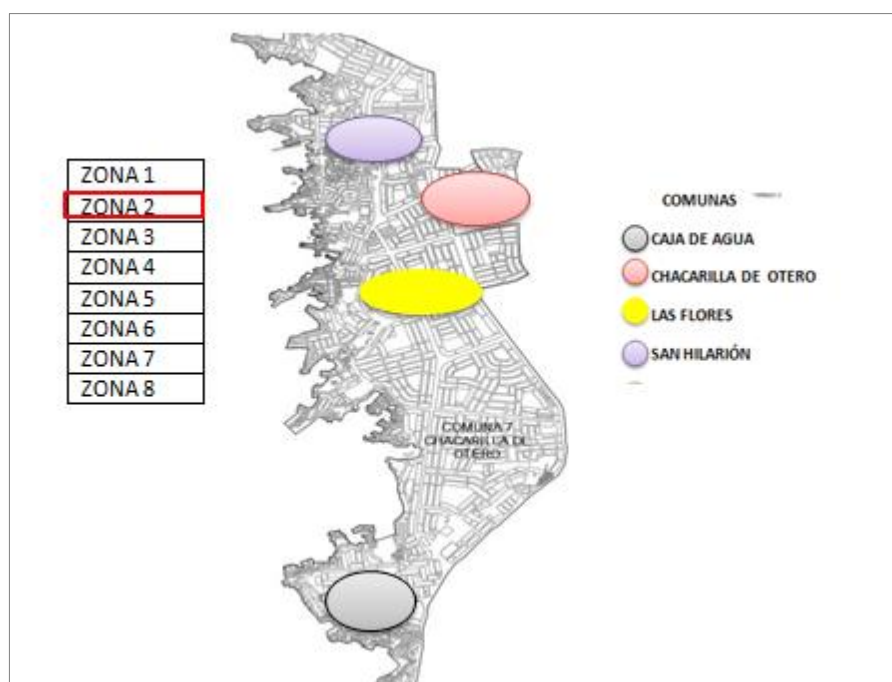 ZONA 1
ZONA 2
ZONA 3
ZONA 4
ZONA 5
ZONA 6
ZONA 7
ZONA 8
COMUNA 7
CHACARILLA DE
OTERO
COMUNAS
CAJA DE AGUA
CHACARILLA DE OTERO
LAS FLORES
SAN HILARIÓN